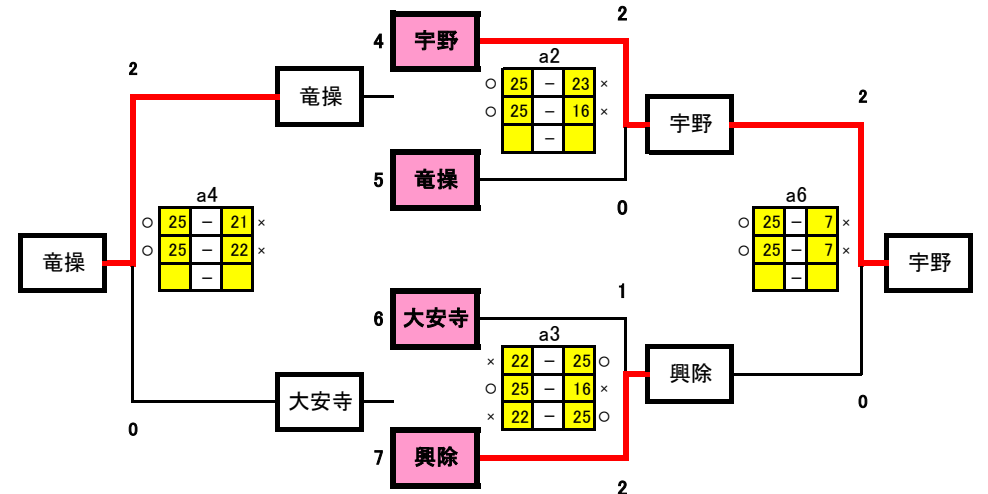 2
4 宇野
2
竜操
a2
○ 25 － 23 ×
○ 25 － 16 ×
－
宇野
2
5 竜操
0
a4
○ 25 － 21 ×
○ 25 － 22 ×
－
a6
○ 25 － 7 ×
○ 25 － 7 ×
－
竜操
宇野
1
6 大安寺
a3
× 22 － 25 ○
○ 25 － 16 ×
× 22 － 25 ○
興除
大安寺
0
0
7 興除
2